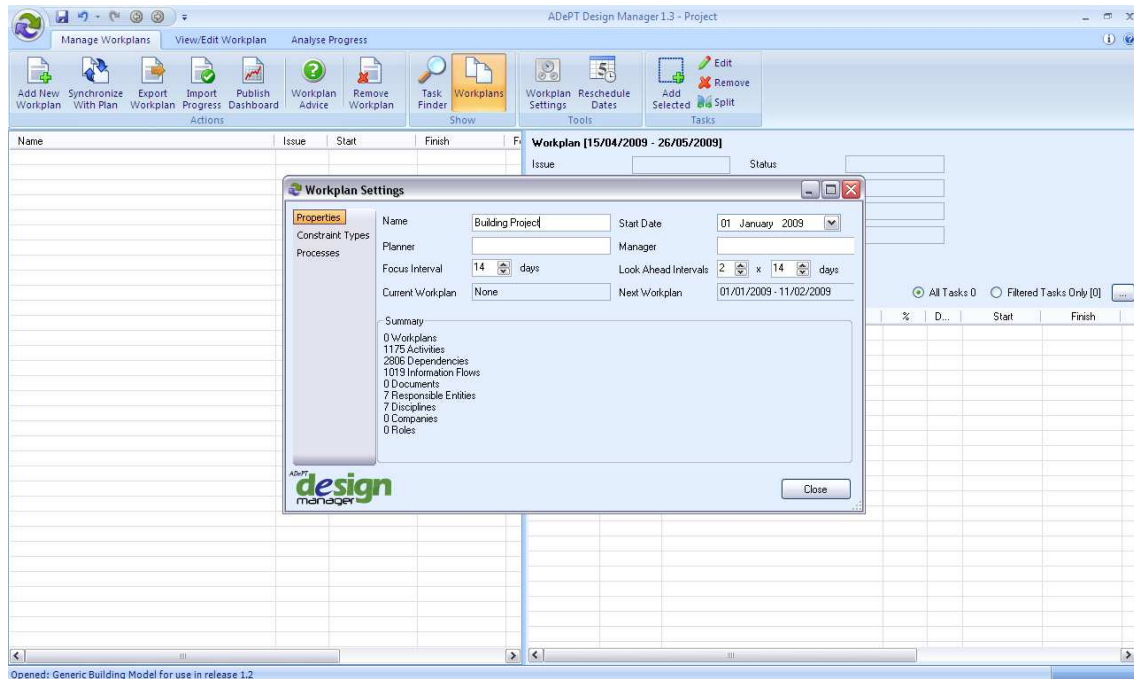 ADePT Design Manager 1.3 - Project
Manage Workplans View/Edit Workplan Analyse Progress
Add New Workplan
Synchronize With Plan
Export Workplan
Import Progress
Publish Dashboard
Workplan Advice
Remove Workplan
Task Finder
Workplans
Workplan Settings
Reschedule Dates
Add Selected
Edit
Remove
Split
Actions Show Tools Tasks
Name Issue Start Finish
Workplan [15/04/2009 - 26/05/2009]
Issue Status
All Tasks 0 Filtered Tasks Only [0] ...
% D... Start Finish
Workplan Settings
Properties
Constraint Types
Processes
Name Building Project Start Date 01 January 2009
Planner Manager
Focus Interval 14 days Look Ahead Intervals 2 x 14 days
Current Workplan None Next Workplan 01/01/2009 - 11/02/2009
Summary
0 Workplans
1175 Activities
2806 Dependencies
1019 Information Flows
0 Documents
7 Responsible Entities
7 Disciplines
0 Companies
0 Roles
ADePT
design
manager
Close
Opened: Generic Building Model for use in release 1.2